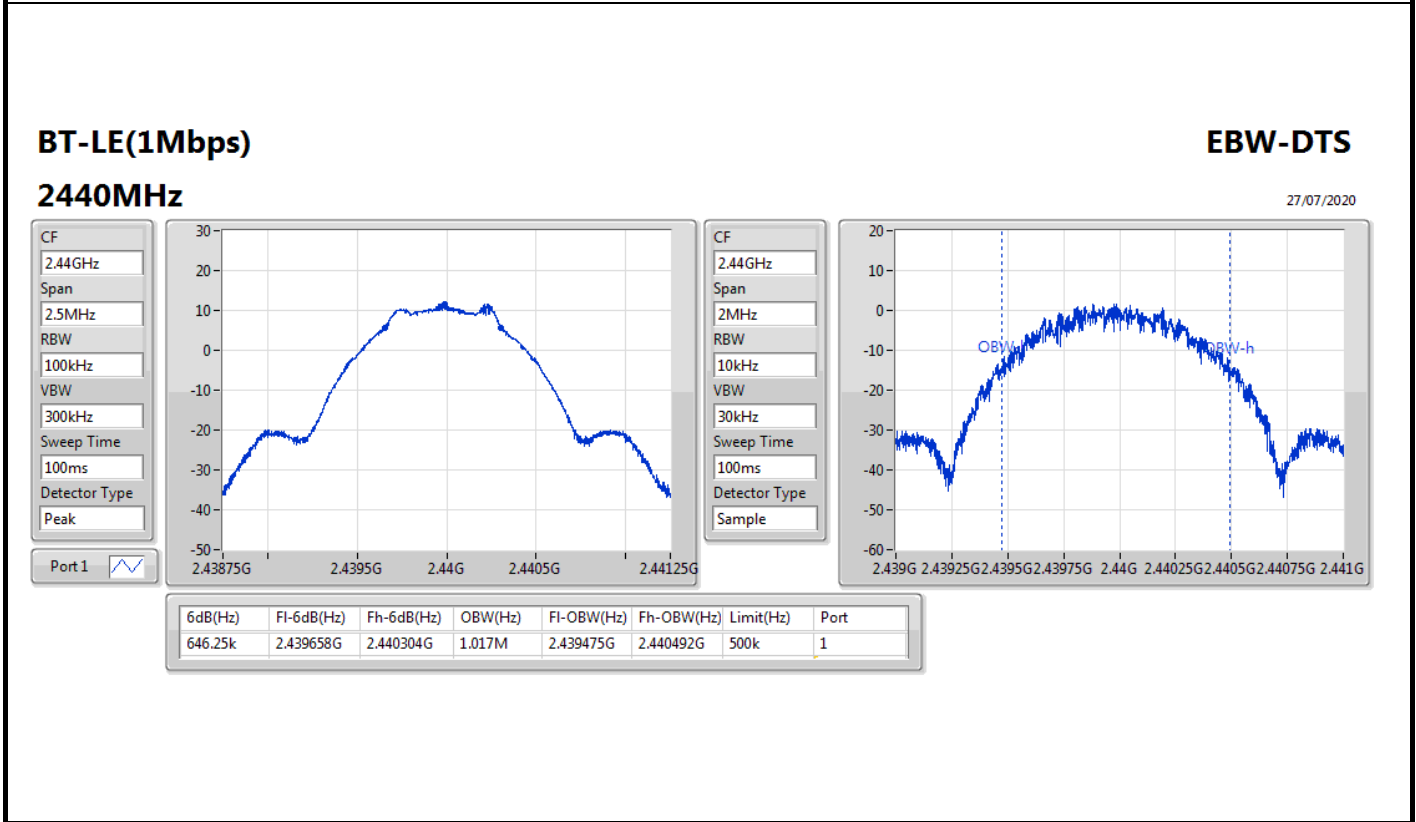 BT-LE(1Mbps)
EBW-DTS
2440MHz
27/07/2020
CF
2.44GHz
Span
2.5MHz
RBW
100kHz
VBW
300kHz
Sweep Time
100ms
Detector Type
Peak
Port 1
30
20
10
0
-10
-20
-30
-40
-50
2.43875G 2.4395G 2.44G 2.4405G 2.44125G
CF
2.44GHz
Span
2MHz
RBW
10kHz
VBW
30kHz
Sweep Time
100ms
Detector Type
Sample
20
10
0
-10
-20
-30
-40
-50
-60
OBW-h
2.439G 2.43925G 2.4395G 2.43975G 2.44G 2.44025G 2.4405G 2.44075G 2.441G
6dB(Hz) Fl-6dB(Hz) Fh-6dB(Hz) OBW(Hz) Fl-OBW(Hz) Fh-OBW(Hz) Limit(Hz) Port
646.25k 2.439658G 2.440304G 1.017M 2.439475G 2.440492G 500k 1